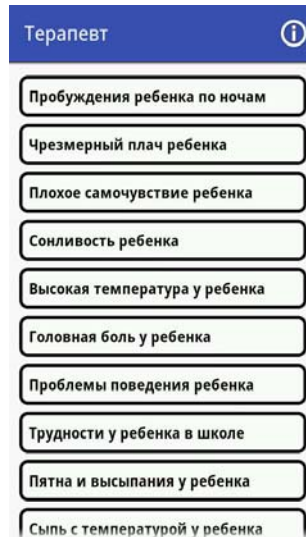 Терапевт
Пробуждения ребенка по ночам
Чрезмерный плач ребенка
Плохое самочувствие ребенка
Сонливость ребенка
Высокая температура у ребенка
Головная боль у ребенка
Проблемы поведения ребенка
Трудности у ребенка в школе
Пятна и высыпания у ребенка
Сыпь с температурой у ребенка